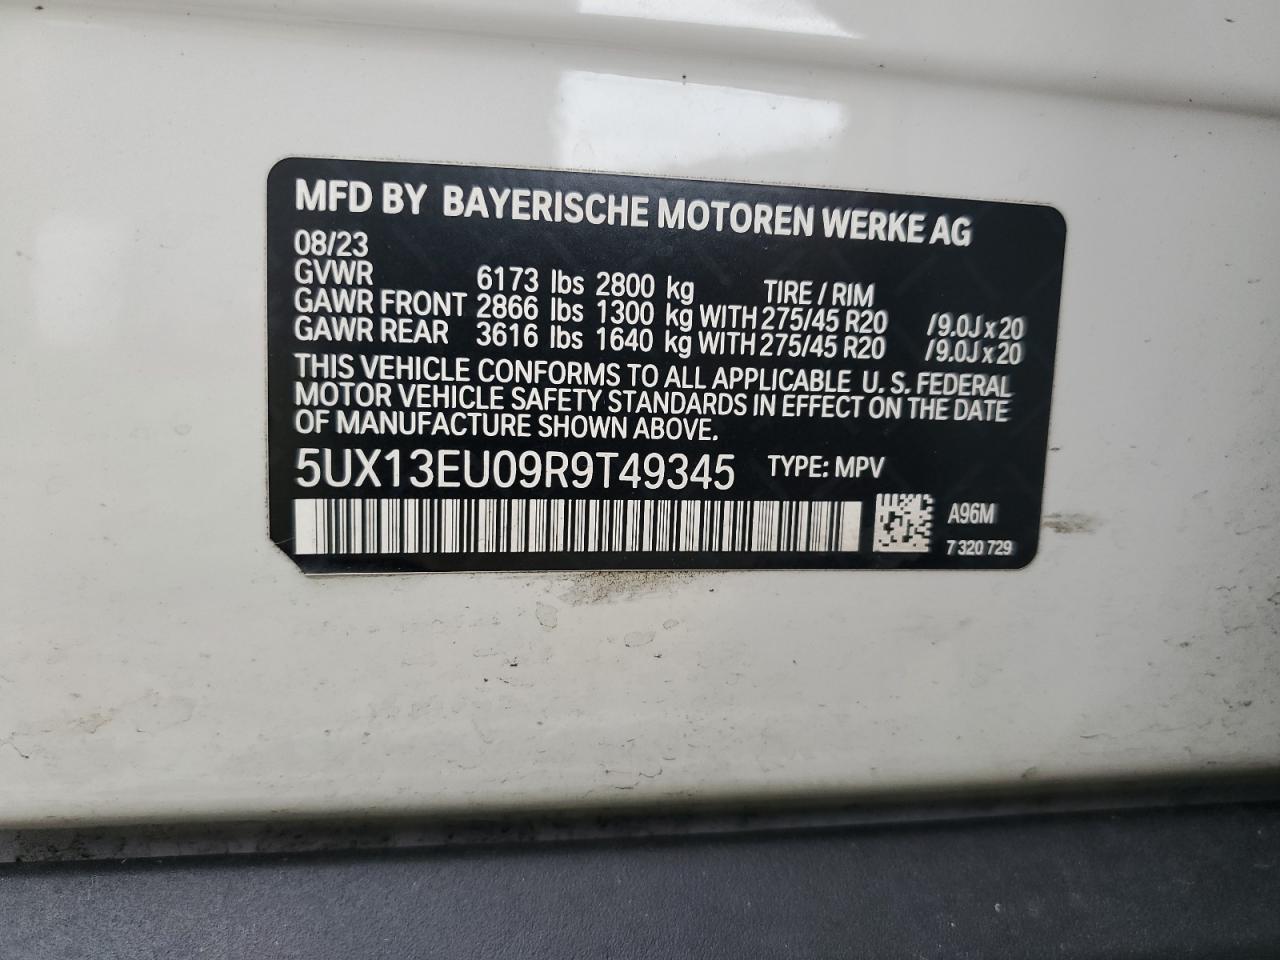 MFD BY BAYERISCHE MOTOREN WERKE AG
08/23
GVWR 6173 lbs 2800 kg TIRE / RIM
GAWR FRONT 2866 lbs 1300 kg WITH 275/45 R20 /9.0J x 20
GAWR REAR 3616 lbs 1640 kg WITH 275/45 R20 /9.0J x 20
THIS VEHICLE CONFORMS TO ALL APPLICABLE U. S. FEDERAL
MOTOR VEHICLE SAFETY STANDARDS IN EFFECT ON THE DATE
OF MANUFACTURE SHOWN ABOVE.
5UX13EU09R9T49345 TYPE: MPV
A96M
7 320 729